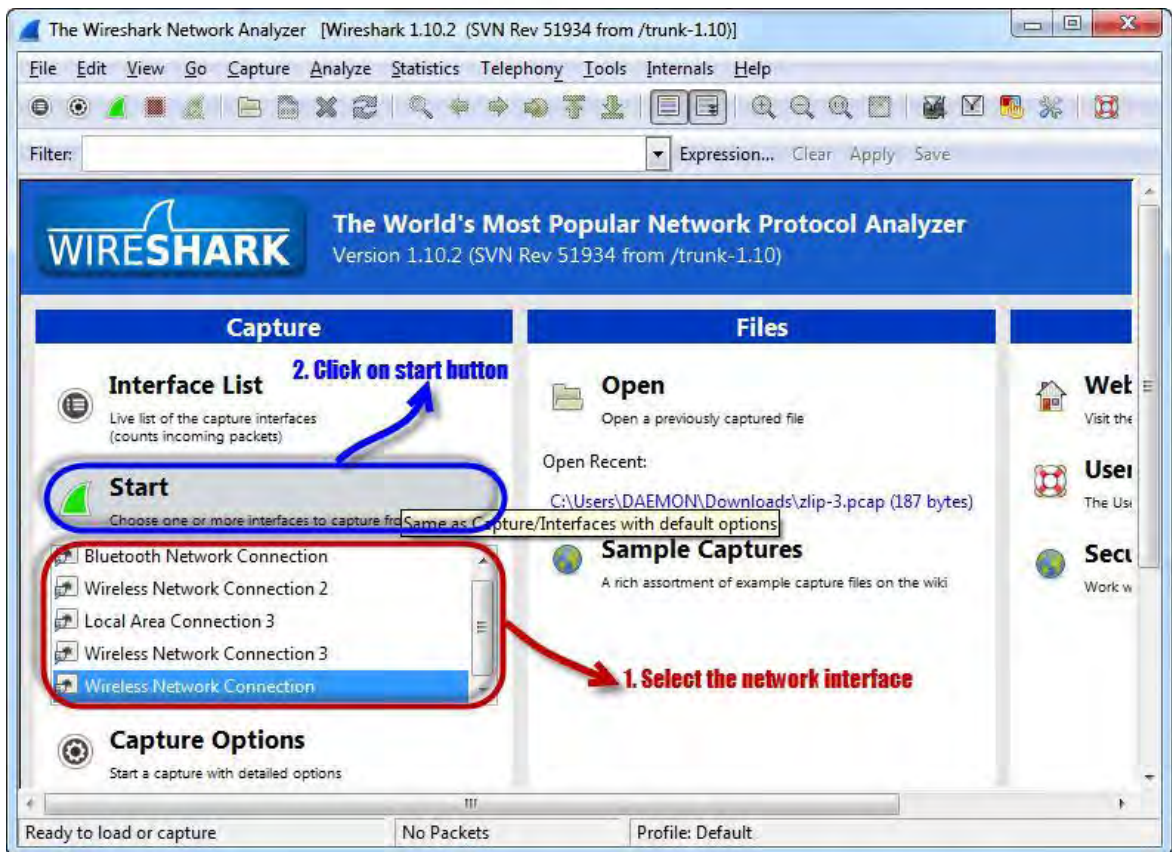 The Wireshark Network Analyzer [Wireshark 1.10.2 (SVN Rev 51934 from /trunk-1.10)]
File Edit View Go Capture Analyze Statistics Telephony Tools Internals Help
Filter:
Expression... Clear Apply Save
WIRESHARK
The World's Most Popular Network Protocol Analyzer
Version 1.10.2 (SVN Rev 51934 from /trunk-1.10)
Capture
2. Click on start button
Interface List
Live list of the capture interfaces
(counts incoming packets)
Start
Choose one or more interfaces to capture
Same as Capture/Interfaces with default options
Bluetooth Network Connection
Wireless Network Connection 2
Local Area Connection 3
Wireless Network Connection 3
Wireless Network Connection
1. Select the network interface
Capture Options
Start a capture with detailed options
Files
Open
Open a previously captured file
Open Recent:
C:\Users\DAEMON\Downloads\zlip-3.pcap (187 bytes)
Sample Captures
A rich assortment of example capture files on the wiki
Visit the
The
Work
Ready to load or capture
No Packets
Profile: Default